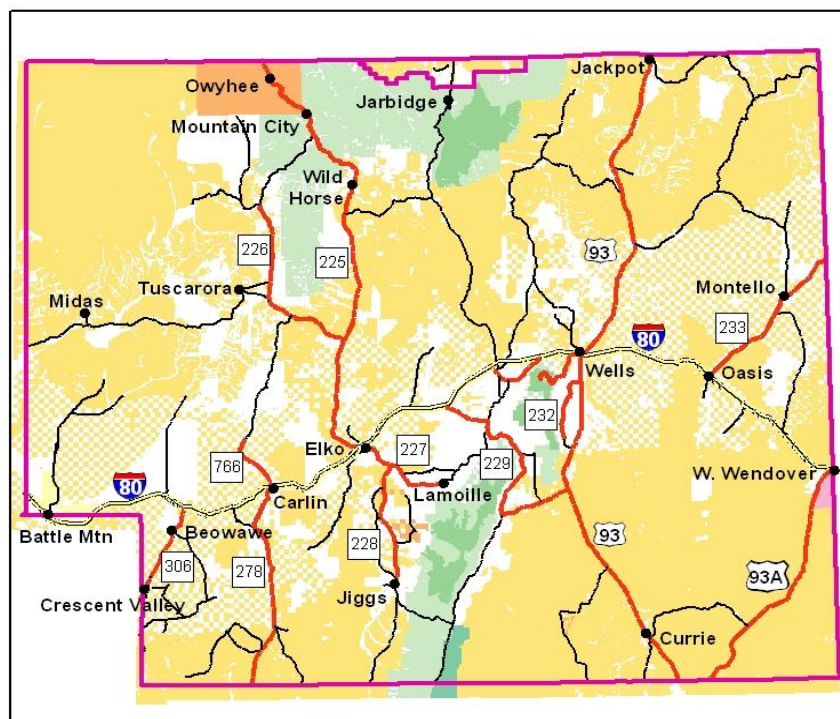 Jackpot
Owyhee
Jarbidge
Mountain City
Wild
Horse
226
225
93
Tuscarora
Midas
Montello
80
233
Wells
Oasis
232
Elko
227
766
229
W. Wendover
80
Lamoille
Carlin
Battle Mtn
Beowawe
93
228
306
278
93A
Crescent Valley
Jiggs
Currie